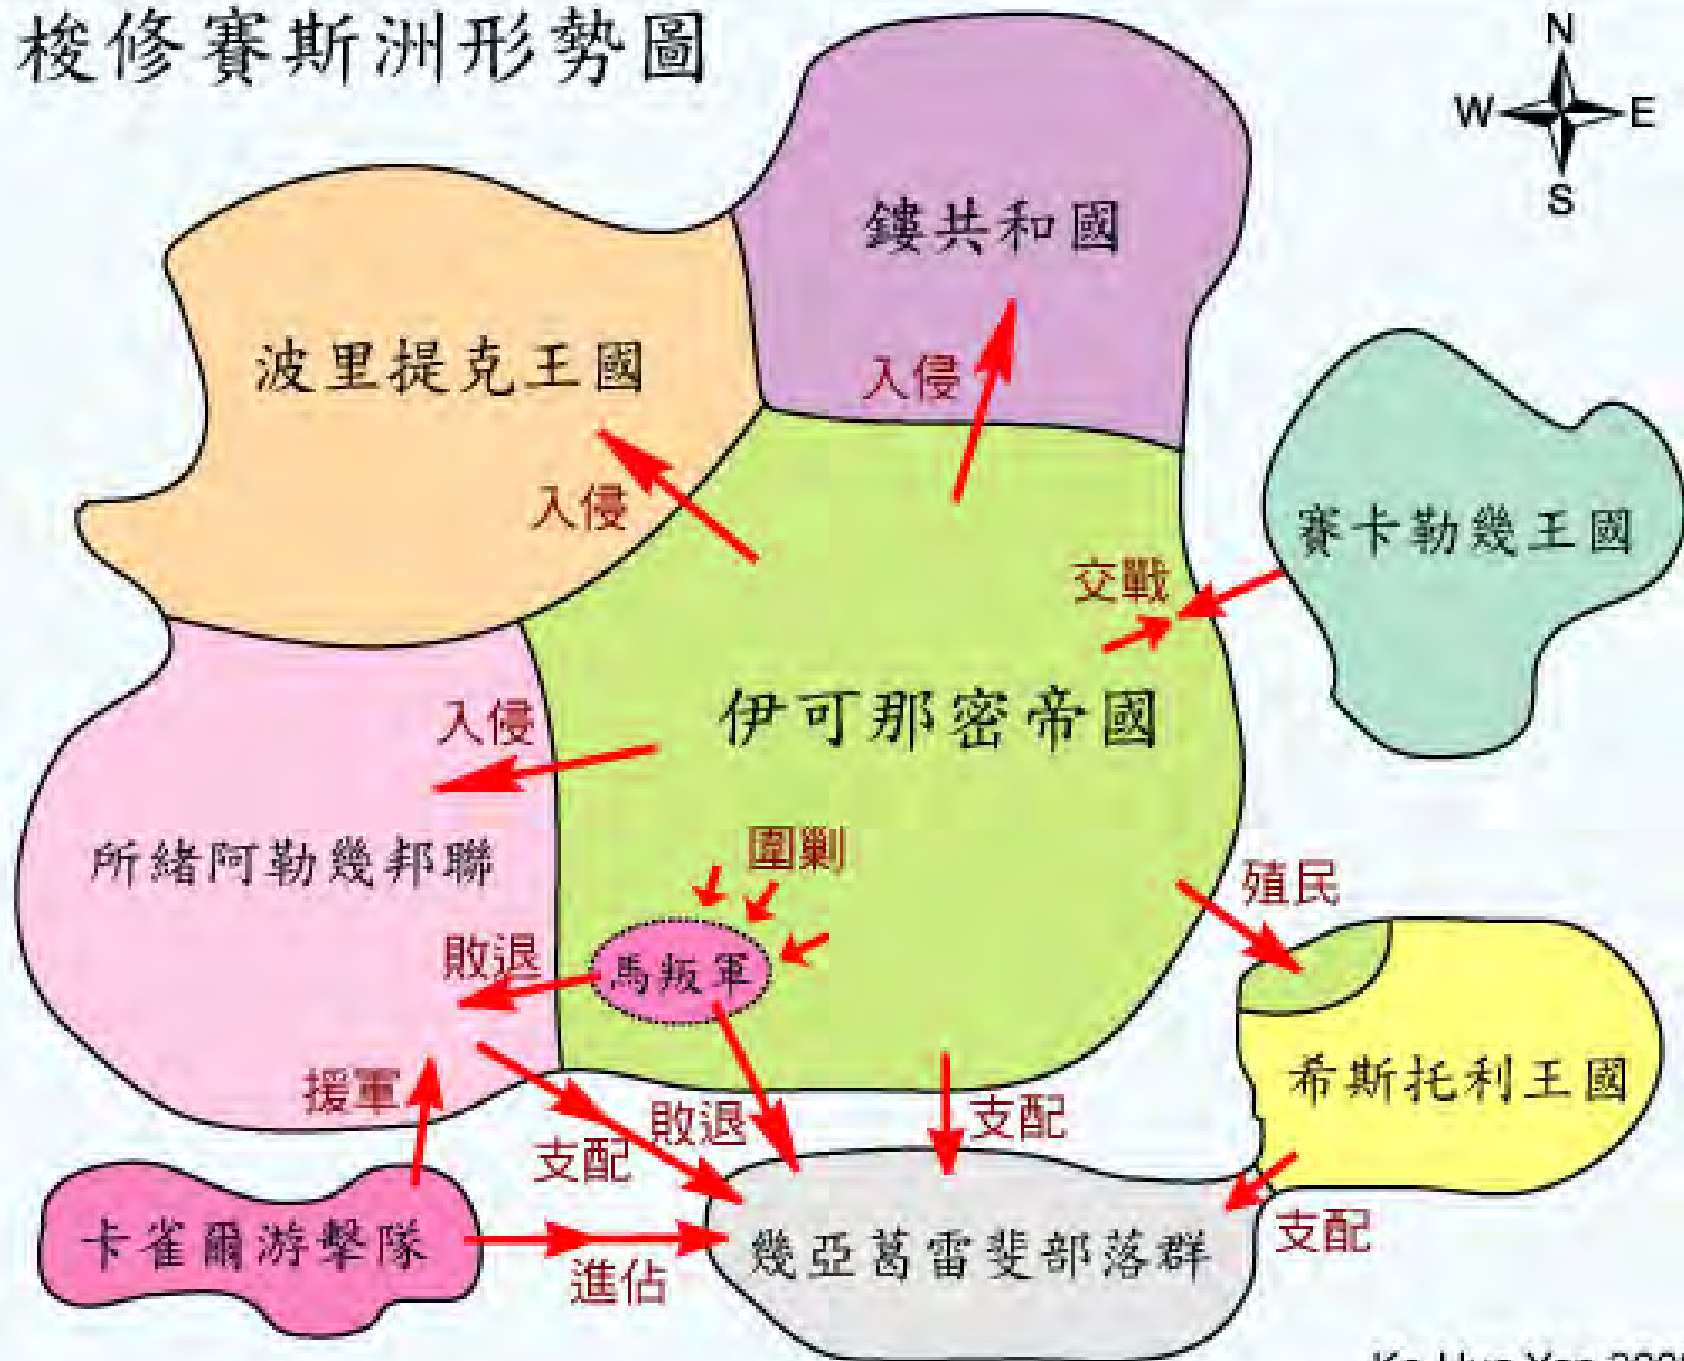 梭修賽斯洲形勢圖
N
W E
S
鏤共和國
波里提克王國
入侵
入侵
賽卡勒幾王國
交戰
伊可那密帝國
入侵
所緒阿勒幾邦聯
圍剿
殖民
敗退
馬叛軍
希斯托利王國
援軍
敗退
支配
支配
支配
卡雀爾游擊隊
幾亞葛雷斐部落群
進佔